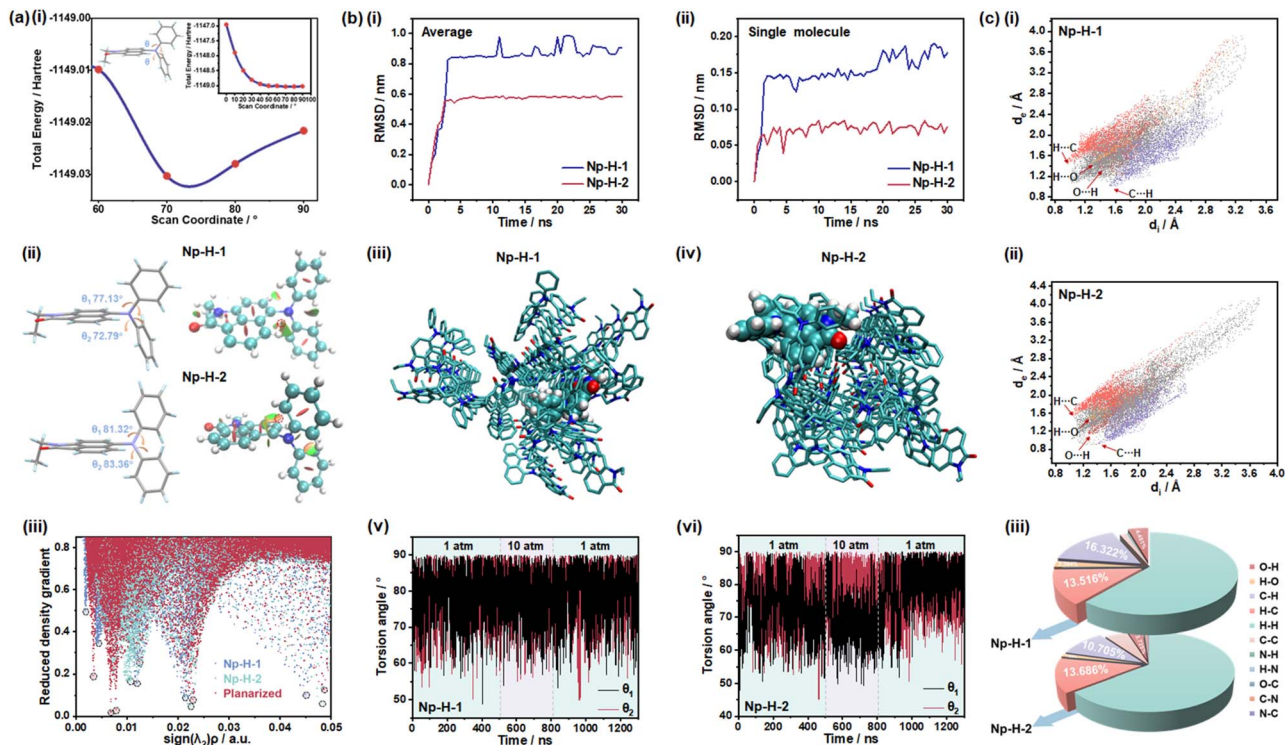 (a) (i)
-1149.00
-1149.01
-1149.02
-1149.03
Total Energy / Hartree
60 70 80 90
Scan Coordinate / °
θ1
θ2
-1147.0
-1147.5
-1148.0
-1148.5
-1149.0
Total Energy / Hartree
0 10 20 30 40 50 60 70 80 90 100
Scan Coordinate / °
(b) (i)
Average
1.0
0.8
0.6
0.4
0.2
0.0
RMSD / nm
Np-H-1
Np-H-2
0 5 10 15 20 25 30
Time / ns
(ii)
Single molecule
0.20
0.15
0.10
0.05
0.00
RMSD / nm
Np-H-1
Np-H-2
0 5 10 15 20 25 30
Time / ns
(c) (i)
Np-H-1
4.0
3.6
3.2
2.8
2.4
2.0
1.6
1.2
0.8
de / Å
H···C
H···O
O···H
C···H
0.8 1.2 1.6 2.0 2.4 2.8 3.2 3.6
di / Å
(ii)
Np-H-1
θ1 77.13°
θ2 72.79°
Np-H-2
θ1 81.32°
θ2 83.36°
(iii)
Np-H-1
(iv)
Np-H-2
(ii)
Np-H-2
4.4
4.0
3.6
3.2
2.8
2.4
2.0
1.6
1.2
0.8
de / Å
H···C
H···O
O···H
C···H
0.8 1.2 1.6 2.0 2.4 2.8 3.2 3.6 4.0
di / Å
(iii)
0.8
0.6
0.4
0.2
0.0
Reduced density gradient
Np-H-1
Np-H-2
Planarized
0.00 0.01 0.02 0.03 0.04 0.05
sign(λ2)ρ / a.u.
(v)
1 atm 10 atm 1 atm
90
80
70
60
50
Torsion angle / °
θ1
θ2
Np-H-1
0 200 400 600 800 1000 1200
Time / ns
(vi)
1 atm 10 atm 1 atm
90
80
70
60
50
40
Torsion angle / °
θ1
θ2
Np-H-2
0 200 400 600 800 1000 1200
Time / ns
(iii)
16.322%
13.516%
Np-H-1
10.705%
13.686%
Np-H-2
O-H
H-O
C-H
H-C
H-H
C-C
N-H
H-N
O-C
C-N
N-C